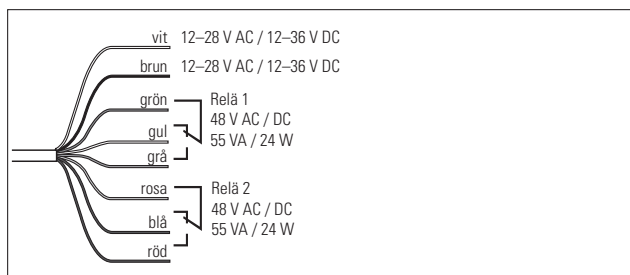 vit 12–28 V AC / 12–36 V DC
brun 12–28 V AC / 12–36 V DC
grön Relä 1
48 V AC / DC
gul 55 VA / 24 W
grå
rosa Relä 2
48 V AC / DC
blå 55 VA / 24 W
röd